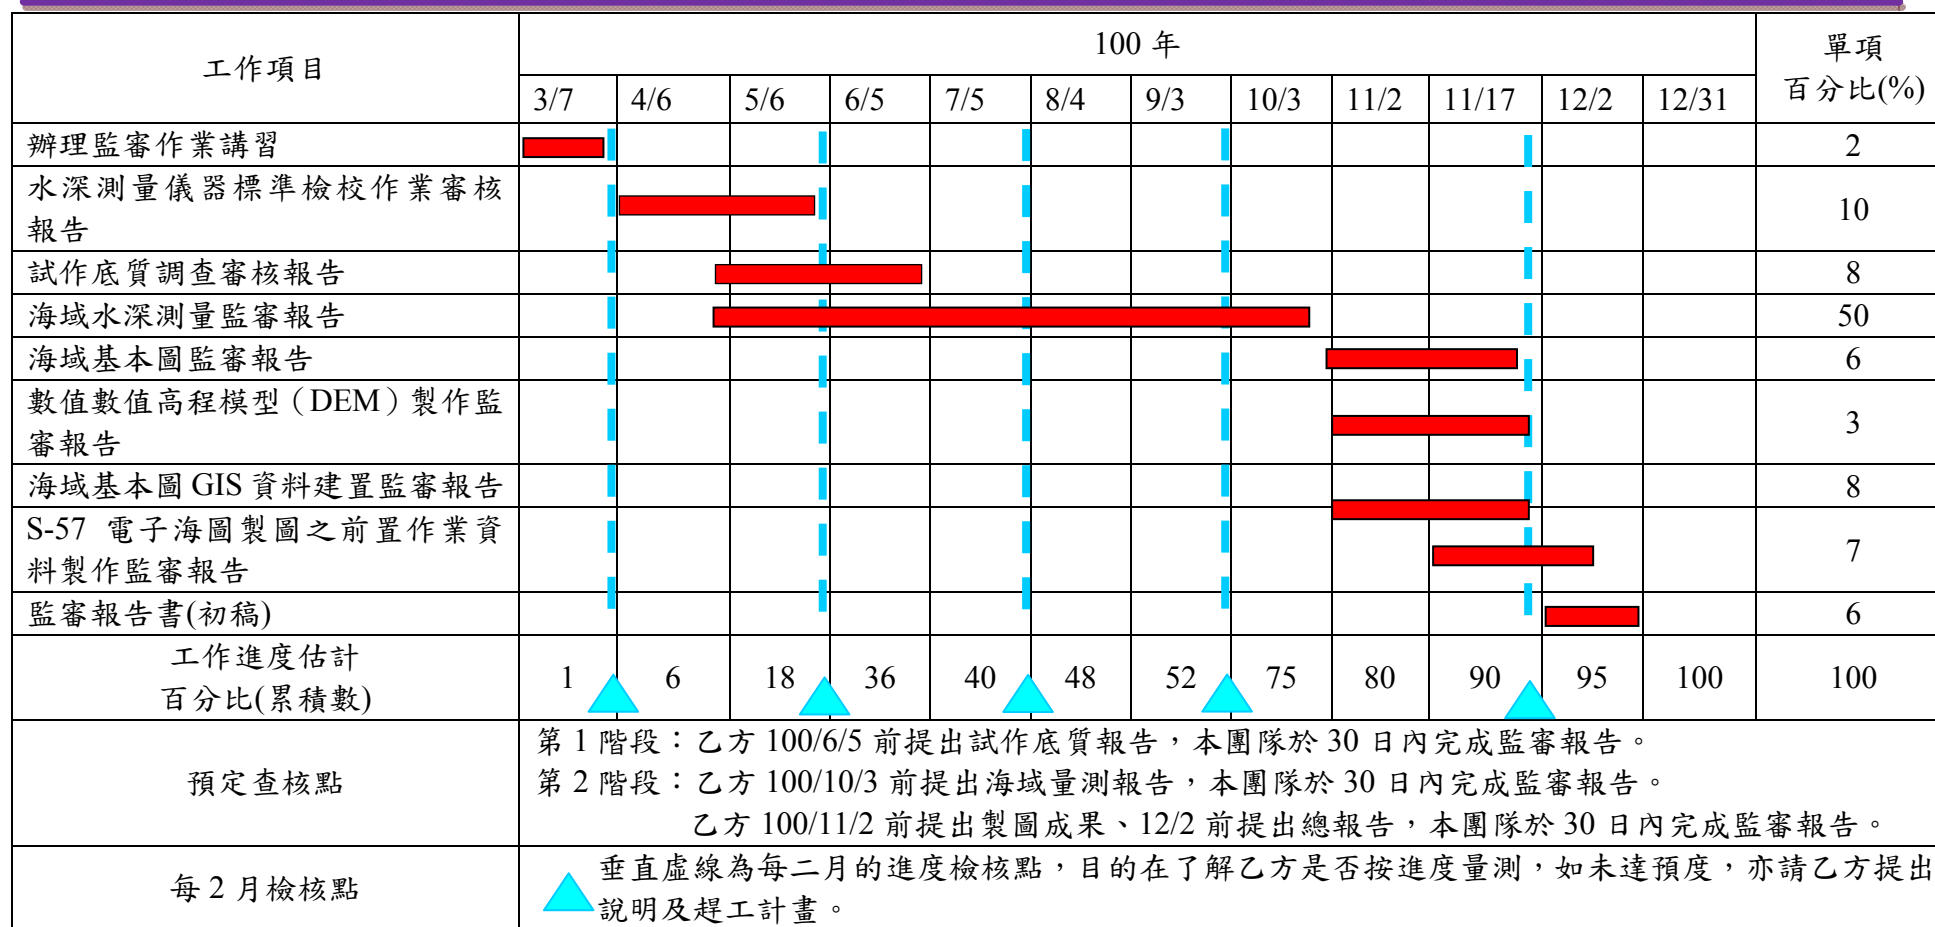 工作項目
100 年
單項
百分比(%)
3/7 4/6 5/6 6/5 7/5 8/4 9/3 10/3 11/2 11/17 12/2 12/31
辦理監審作業講習 2
水深測量儀器標準檢校作業審核
報告
10
試作底質調查審核報告 8
海域水深測量監審報告 50
海域基本圖監審報告 6
數值數值高程模型（DEM）製作監
審報告
3
海域基本圖 GIS 資料建置監審報告 8
S-57 電子海圖製圖之前置作業資
料製作監審報告
7
監審報告書(初稿) 6
工作進度估計
百分比(累積數)
1 6 18 36 40 48 52 75 80 90 95 100 100
預定查核點
第 1 階段：乙方 100/6/5 前提出試作底質報告，本團隊於 30 日內完成監審報告。
第 2 階段：乙方 100/10/3 前提出海域量測報告，本團隊於 30 日內完成監審報告。
乙方 100/11/2 前提出製圖成果、12/2 前提出總報告，本團隊於 30 日內完成監審報告。
每 2 月檢核點
垂直虛線為每二月的進度檢核點，目的在了解乙方是否按進度量測，如未達預度，亦請乙方提出
說明及趕工計畫。